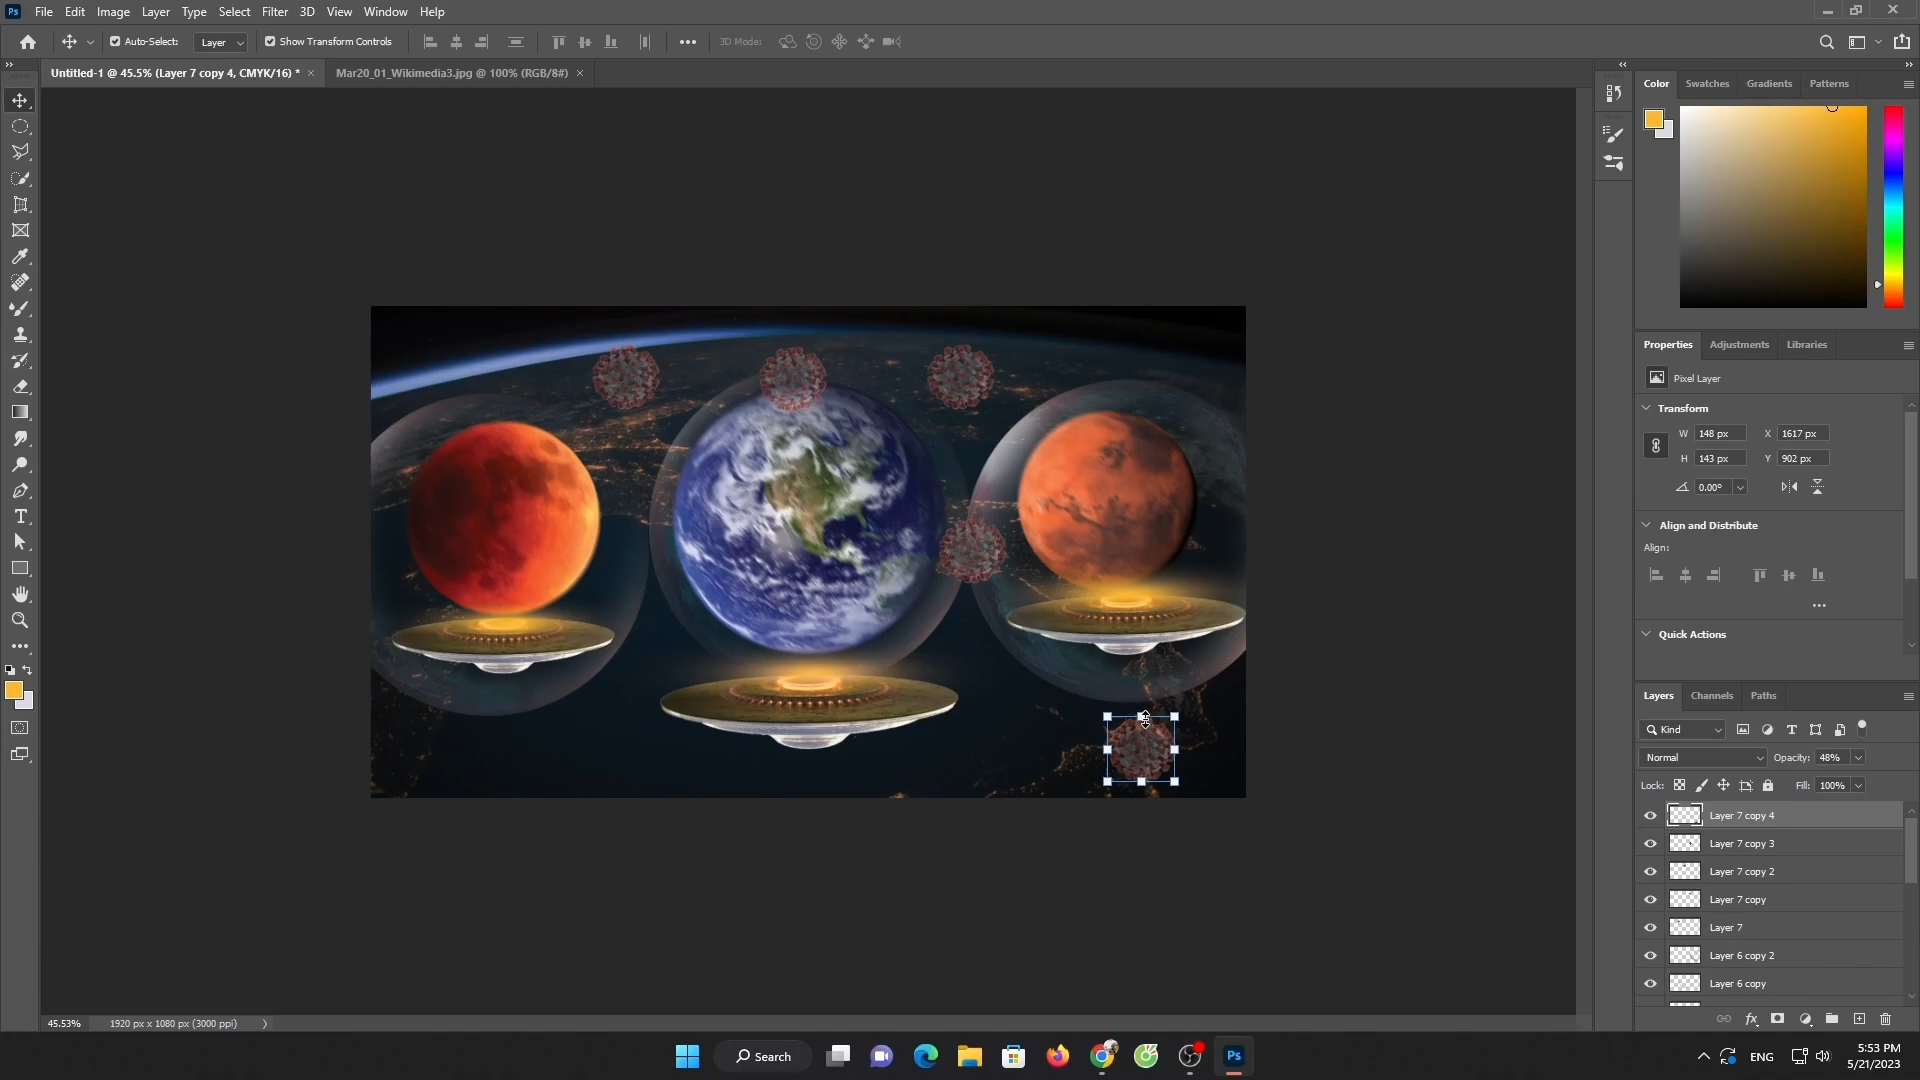 Ps File Edit Image Layer Type Select Filter 3D View Window Help
Auto-Select: Layer Show Transform Controls 3D Mode:
Untitled-1 @ 45.5% (Layer 7 copy 4, CMYK/16) * Mar20_01_Wikimedia3.jpg @ 100% (RGB/8#)
Color Swatches Gradients Patterns
Properties Adjustments Libraries
Pixel Layer
Transform
W 148 px X 1617 px
H 143 px Y 902 px
0.00°
Align and Distribute
Align:
Quick Actions
Layers Channels Paths
Kind
Normal Opacity: 48%
Lock: Fill: 100%
Layer 7 copy 4
Layer 7 copy 3
Layer 7 copy 2
Layer 7 copy
Layer 7
Layer 6 copy 2
Layer 6 copy
45.53% 1920 px x 1080 px (3000 ppi)
Search
Ps
ENG
5:53 PM
5/21/2023